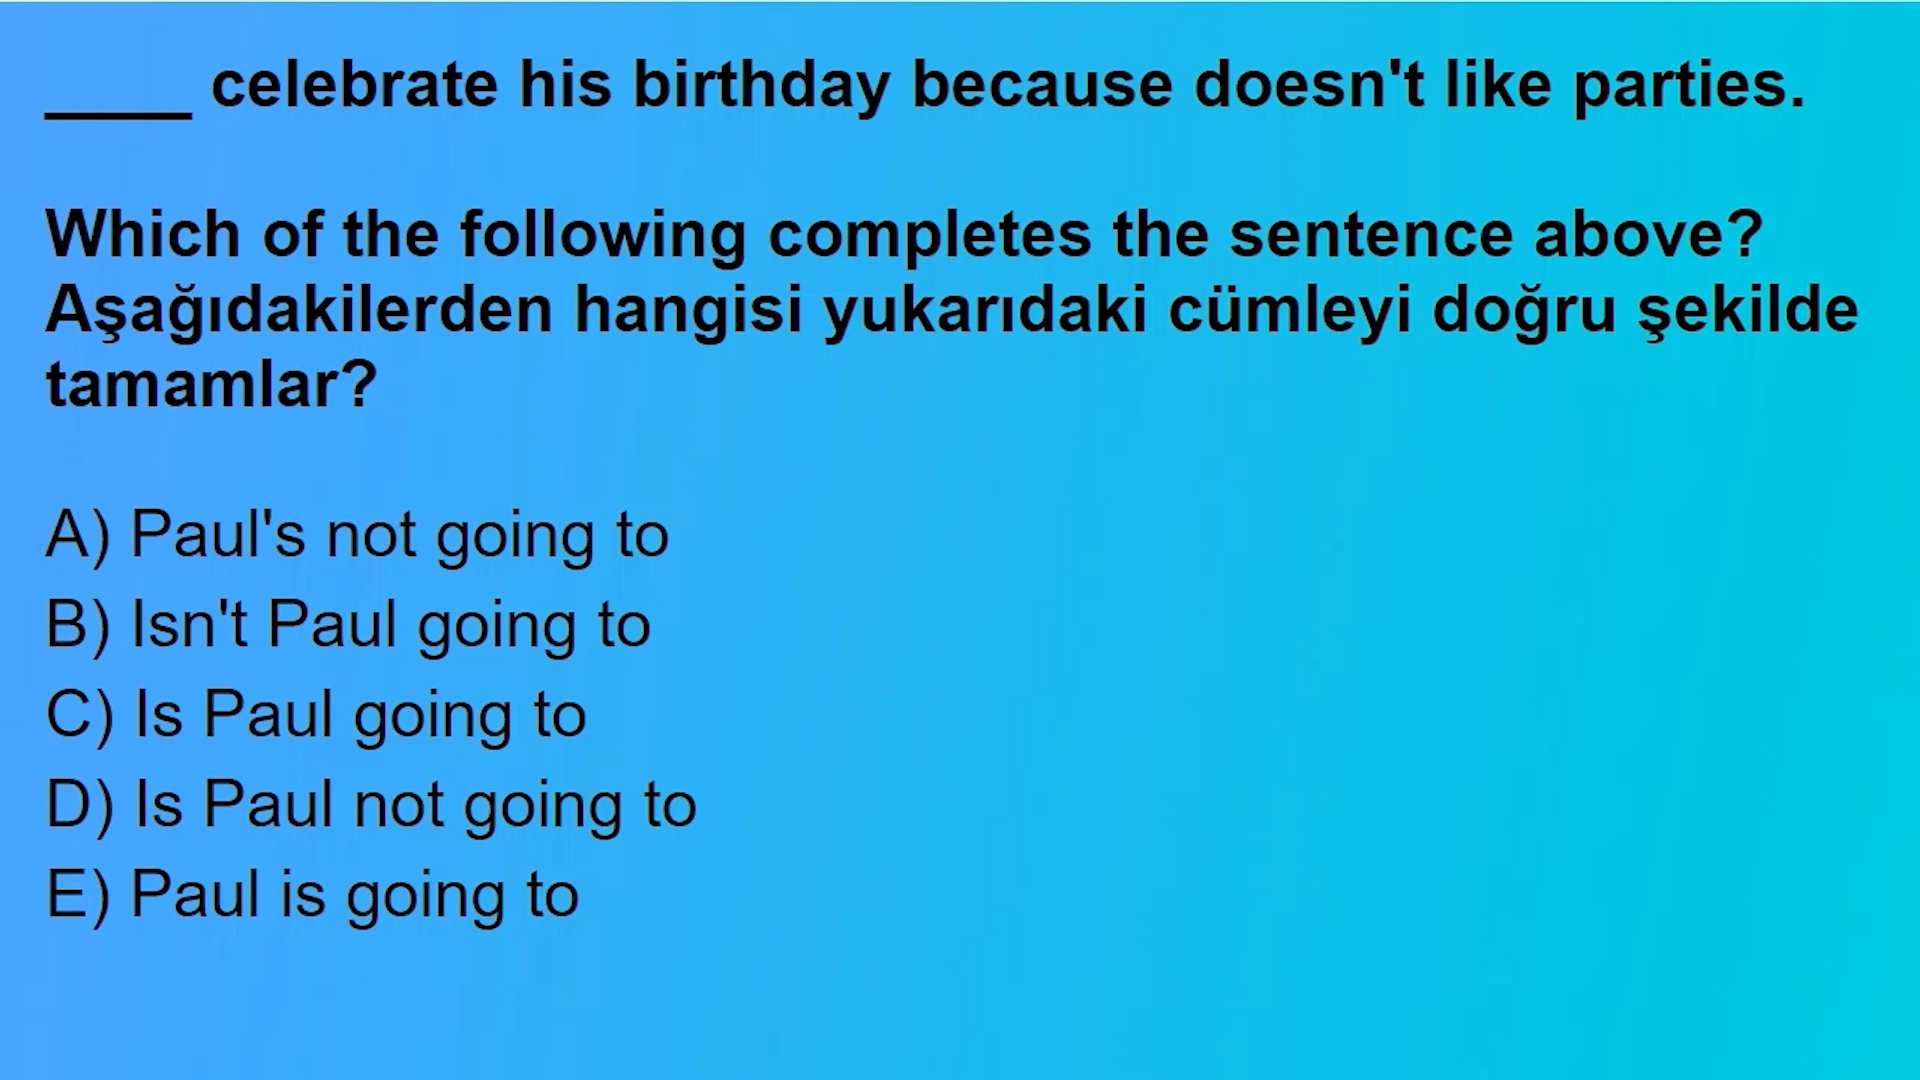 ____ celebrate his birthday because doesn't like parties.
Which of the following completes the sentence above?
Aşağıdakilerden hangisi yukarıdaki cümleyi doğru şekilde
tamamlar?
A) Paul's not going to
B) Isn't Paul going to
C) Is Paul going to
D) Is Paul not going to
E) Paul is going to